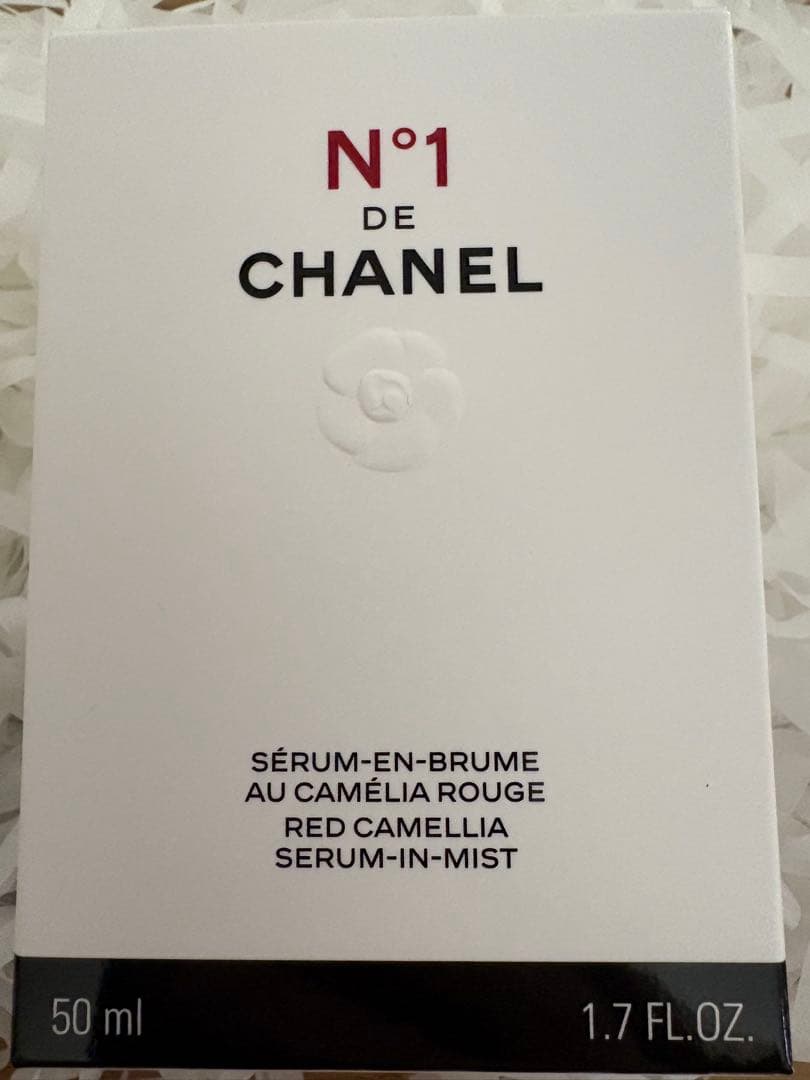 N°1
DE
CHANEL
SÉRUM-EN-BRUME
AU CAMÉLIA ROUGE
RED CAMELLIA
SERUM-IN-MIST
50 ml 1.7 FL.OZ.